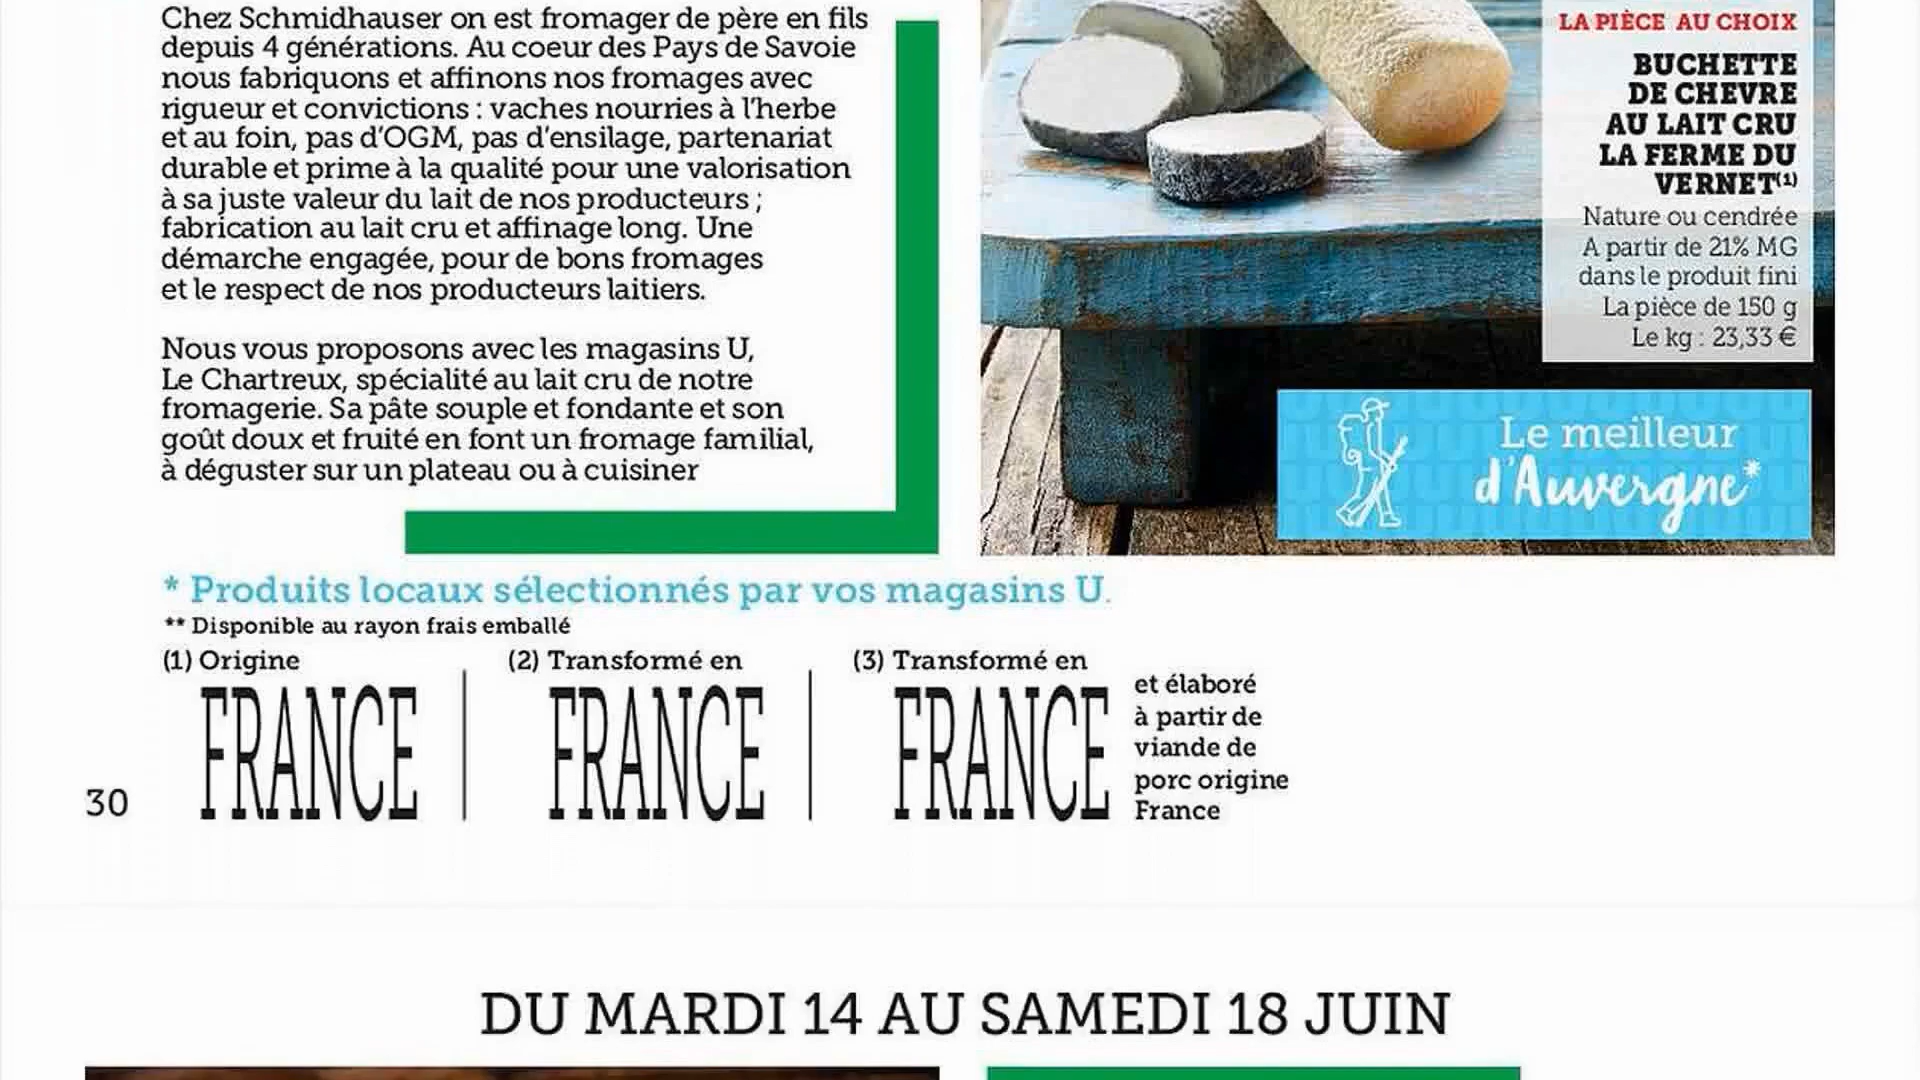 Chez Schmidhauser on est fromager de père en fils
depuis 4 générations. Au coeur des Pays de Savoie
nous fabriquons et affinons nos fromages avec
rigueur et convictions : vaches nourries à l'herbe
et au foin, pas d'OGM, pas d'ensilage, partenariat
durable et prime à la qualité pour une valorisation
à sa juste valeur du lait de nos producteurs ;
fabrication au lait cru et affinage long. Une
démarche engagée, pour de bons fromages
et le respect de nos producteurs laitiers.
Nous vous proposons avec les magasins U,
Le Chartreux, spécialité au lait cru de notre
fromagerie. Sa pâte souple et fondante et son
goût doux et fruité en font un fromage familial,
à déguster sur un plateau ou à cuisiner
LA PIÈCE AU CHOIX
BUCHETTE
DE CHEVRE
AU LAIT CRU
LA FERME DU
VERNET(1)
Nature ou cendrée
A partir de 21% MG
dans le produit fini
La pièce de 150 g
Le kg : 23,33 €
Le meilleur
d'Auvergne*
* Produits locaux sélectionnés par vos magasins U.
** Disponible au rayon frais emballé
(1) Origine
FRANCE
(2) Transformé en
FRANCE
(3) Transformé en
FRANCE
et élaboré
à partir de
viande de
porc origine
France
30
DU MARDI 14 AU SAMEDI 18 JUIN